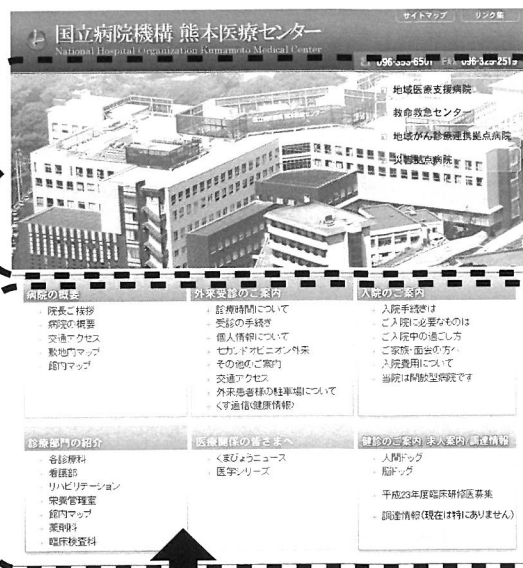 サイトマップ
リンク集
国立病院機構 熊本医療センター
National Hospital Organization Kumamoto Medical Center
096-353-6501 FAX 096-325-2519
地域医療支援病院
救命救急センター
地域がん診療連携拠点病院
災害拠点病院
病院の概要
院長ご挨拶
病院の概要
交通アクセス
敷地内マップ
館内マップ
外来受診のご案内
診療時間について
受診の手続き
個人情報について
セカンドオピニオン外来
その他のご案内
交通アクセス
外来患者様の駐車場について
くす通信(健康情報)
入院のご案内
入院手続きは
ご入院に必要なものは
ご入院中の過ごし方
ご家族・面会の方へ
入院費用について
当院は開放型病院です
診療部門の紹介
各診療科
看護部
リハビリテーション
栄養管理室
館内マップ
薬剤科
臨床検査科
医療関係の皆さまへ
くまびょうニュース
医学シリーズ
健診のご案内 求人案内/調達情報
人間ドッグ
脳ドッグ
平成23年度臨床研修医募集
調達情報(現在は特にありません)